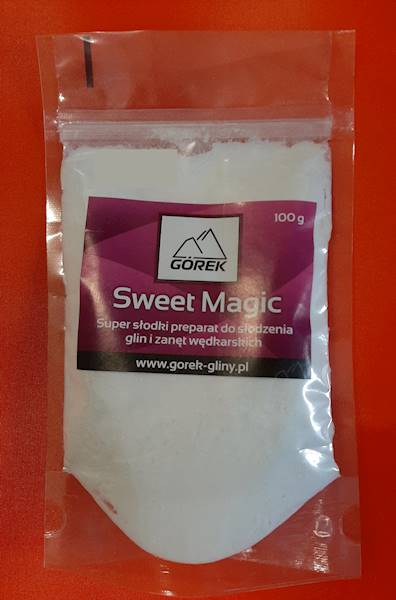 100 g
GÓREK
Sweet Magic
Super słodki preparat do słodzenia
glin i zanęt wędkarskich
www.gorek-gliny.pl